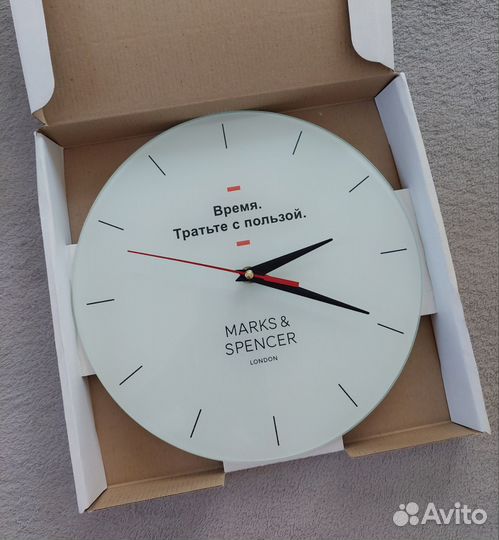 Время.
Тратьте с пользой.
MARKS &
SPENCER
LONDON
Avito